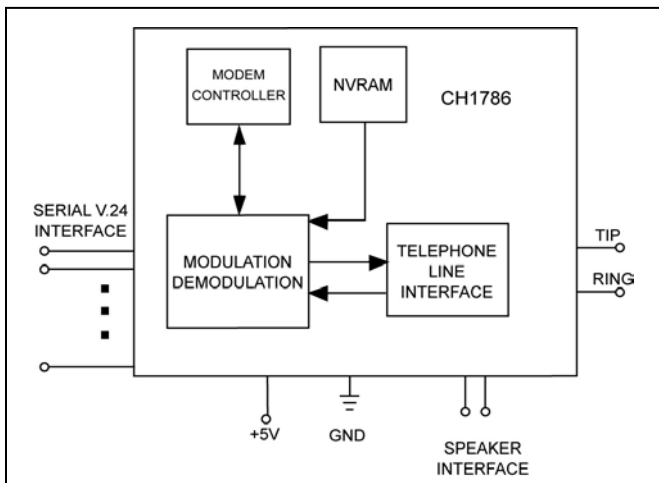 MODEM
CONTROLLER
NVRAM
CH1786
SERIAL V.24
INTERFACE
MODULATION
DEMODULATION
TELEPHONE
LINE
INTERFACE
TIP
RING
+5V
GND
SPEAKER
INTERFACE